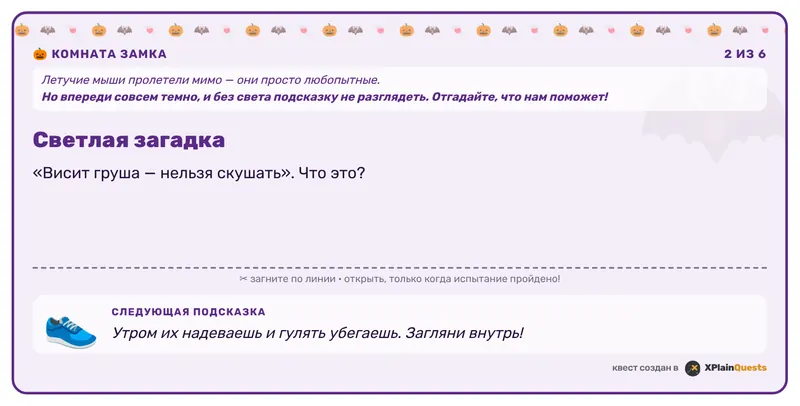 КОМНАТА ЗАМКА
2 ИЗ 6
Летучие мыши пролетели мимо — они просто любопытные.
Но впереди совсем темно, и без света подсказку не разглядеть. Отгадайте, что нам поможет!
Светлая загадка
«Висит груша — нельзя скушать». Что это?
✂ загните по линии • открыть, только когда испытание пройдено!
СЛЕДУЮЩАЯ ПОДСКАЗКА
Утром их надеваешь и гулять убегаешь. Загляни внутрь!
квест создан в XPlainQuests